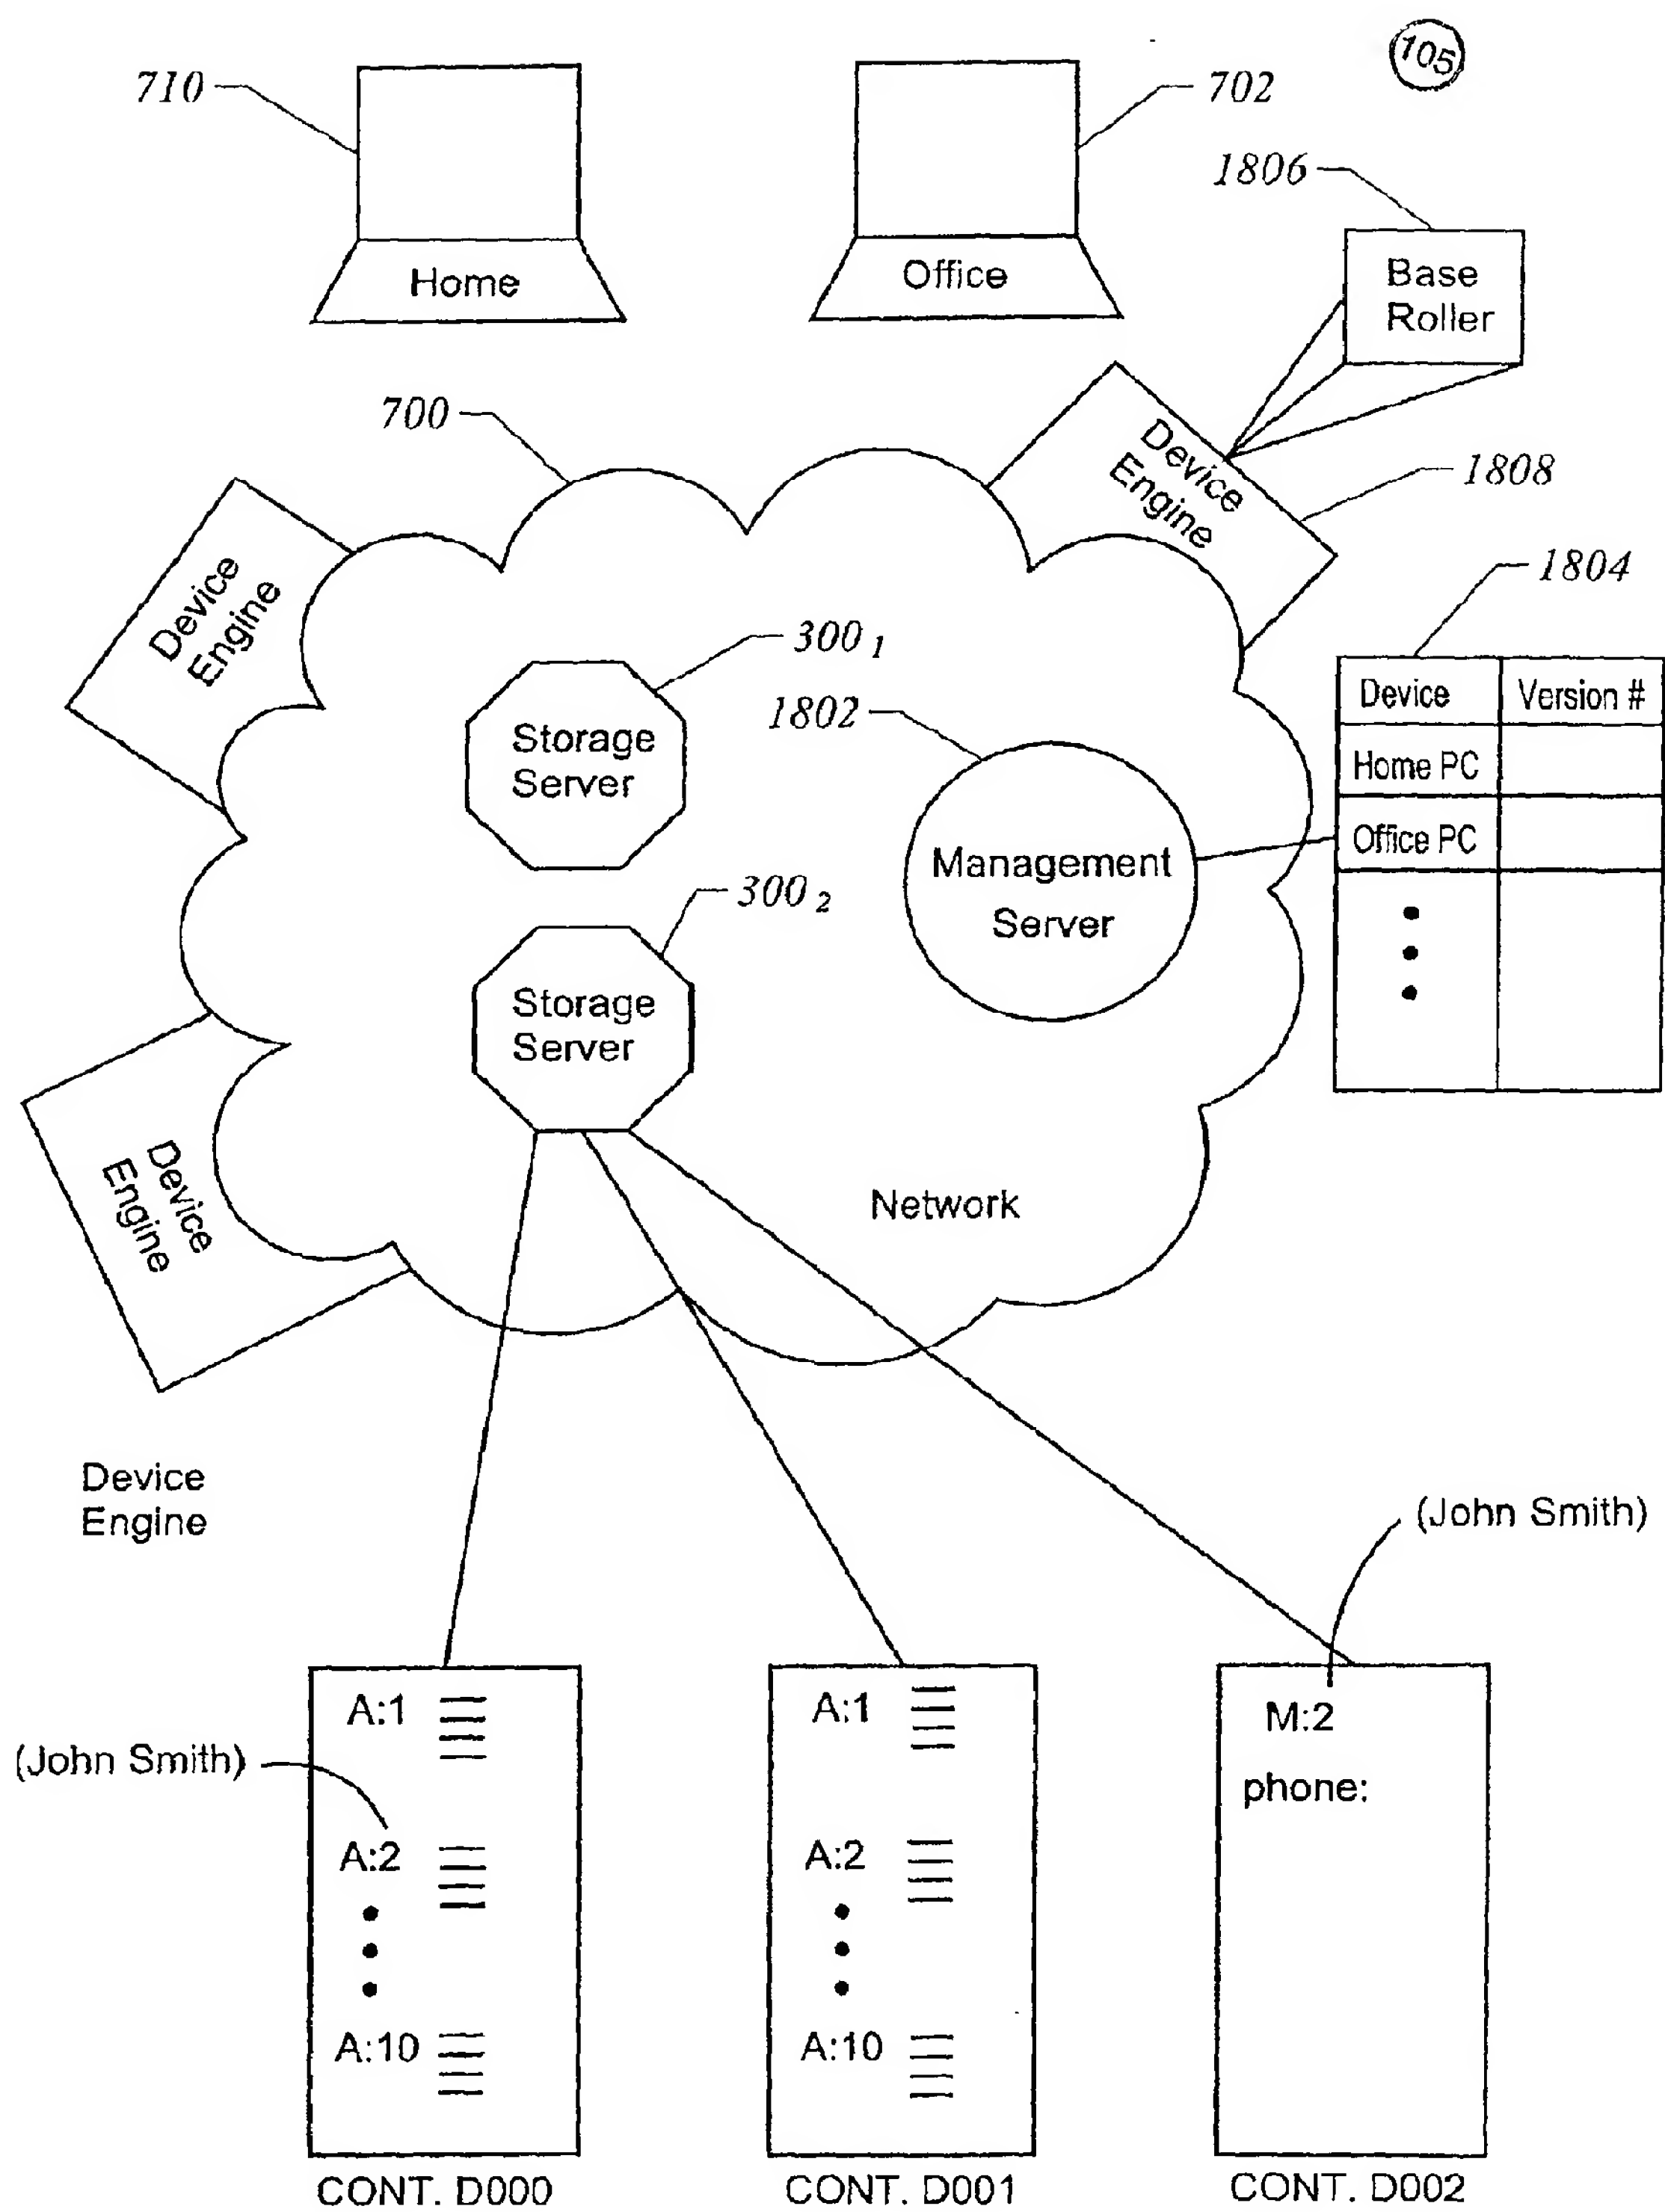 105
710
702
1806
Home
Office
Base
Roller
700
Device
Engine
1808
Device
Engine
1804
300 1
Device
Version #
1802
Storage
Server
Home PC
Office PC
Management
Server
300 2
Storage
Server
Device
Engine
Network
Device
Engine
(John Smith)
A:1
A:1
M:2
(John Smith)
phone:
A:2
A:2
A:10
A:10
CONT. D000
CONT. D001
CONT. D002